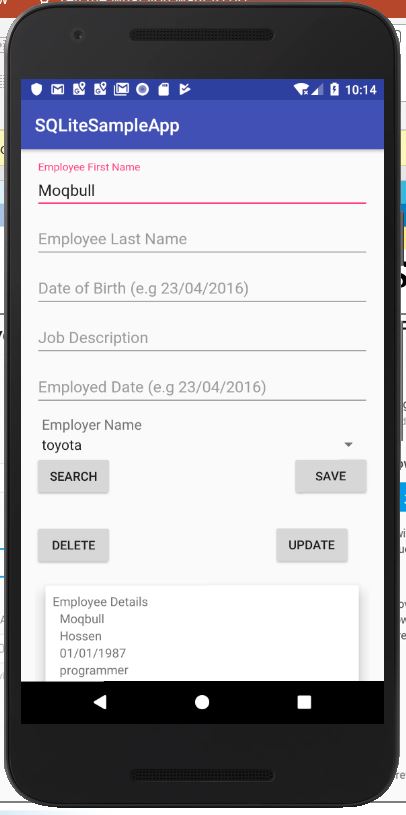 10:14
SQLiteSampleApp
Employee First Name
Moqbull
Employee Last Name
Date of Birth (e.g 23/04/2016)
Job Description
Employed Date (e.g 23/04/2016)
Employer Name
toyota
SEARCH SAVE
DELETE UPDATE
Employee Details
Moqbull
Hossen
01/01/1987
programmer